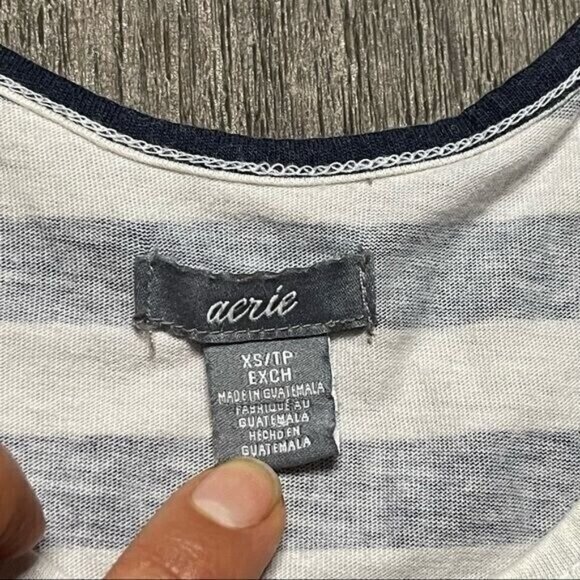 aerie
XS/TP
EXCH
MADE IN GUATEMALA
FABRIQUÉ AU
GUATEMALA
HECHO EN
GUATEMALA